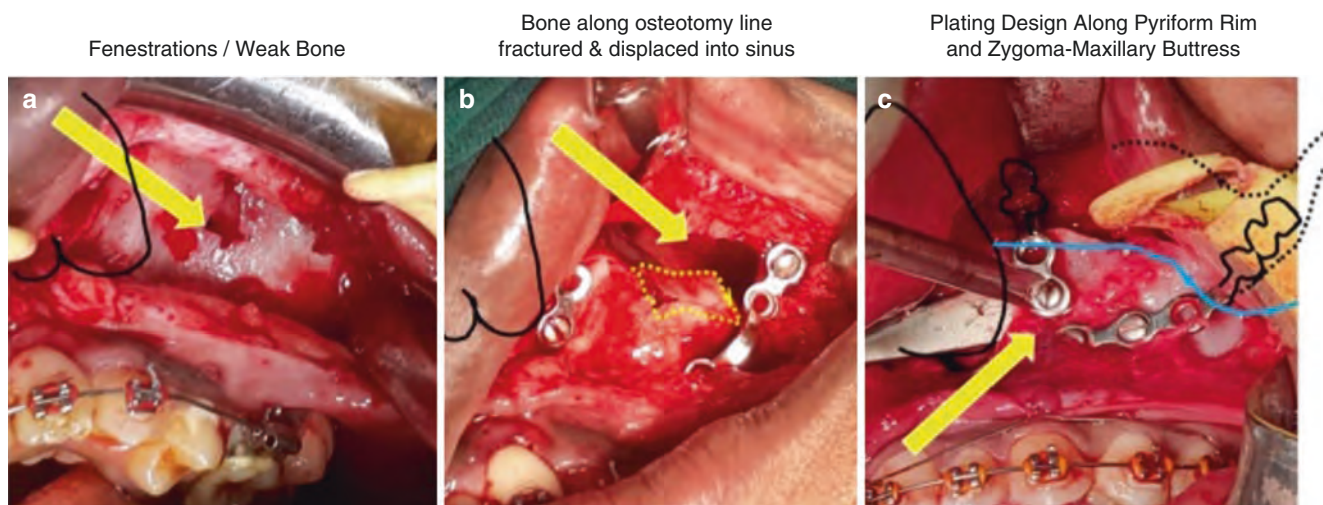 Fenestrations / Weak Bone
Bone along osteotomy line
fractured & displaced into sinus
Plating Design Along Pyriform Rim
and Zygoma-Maxillary Buttress
a
b
c